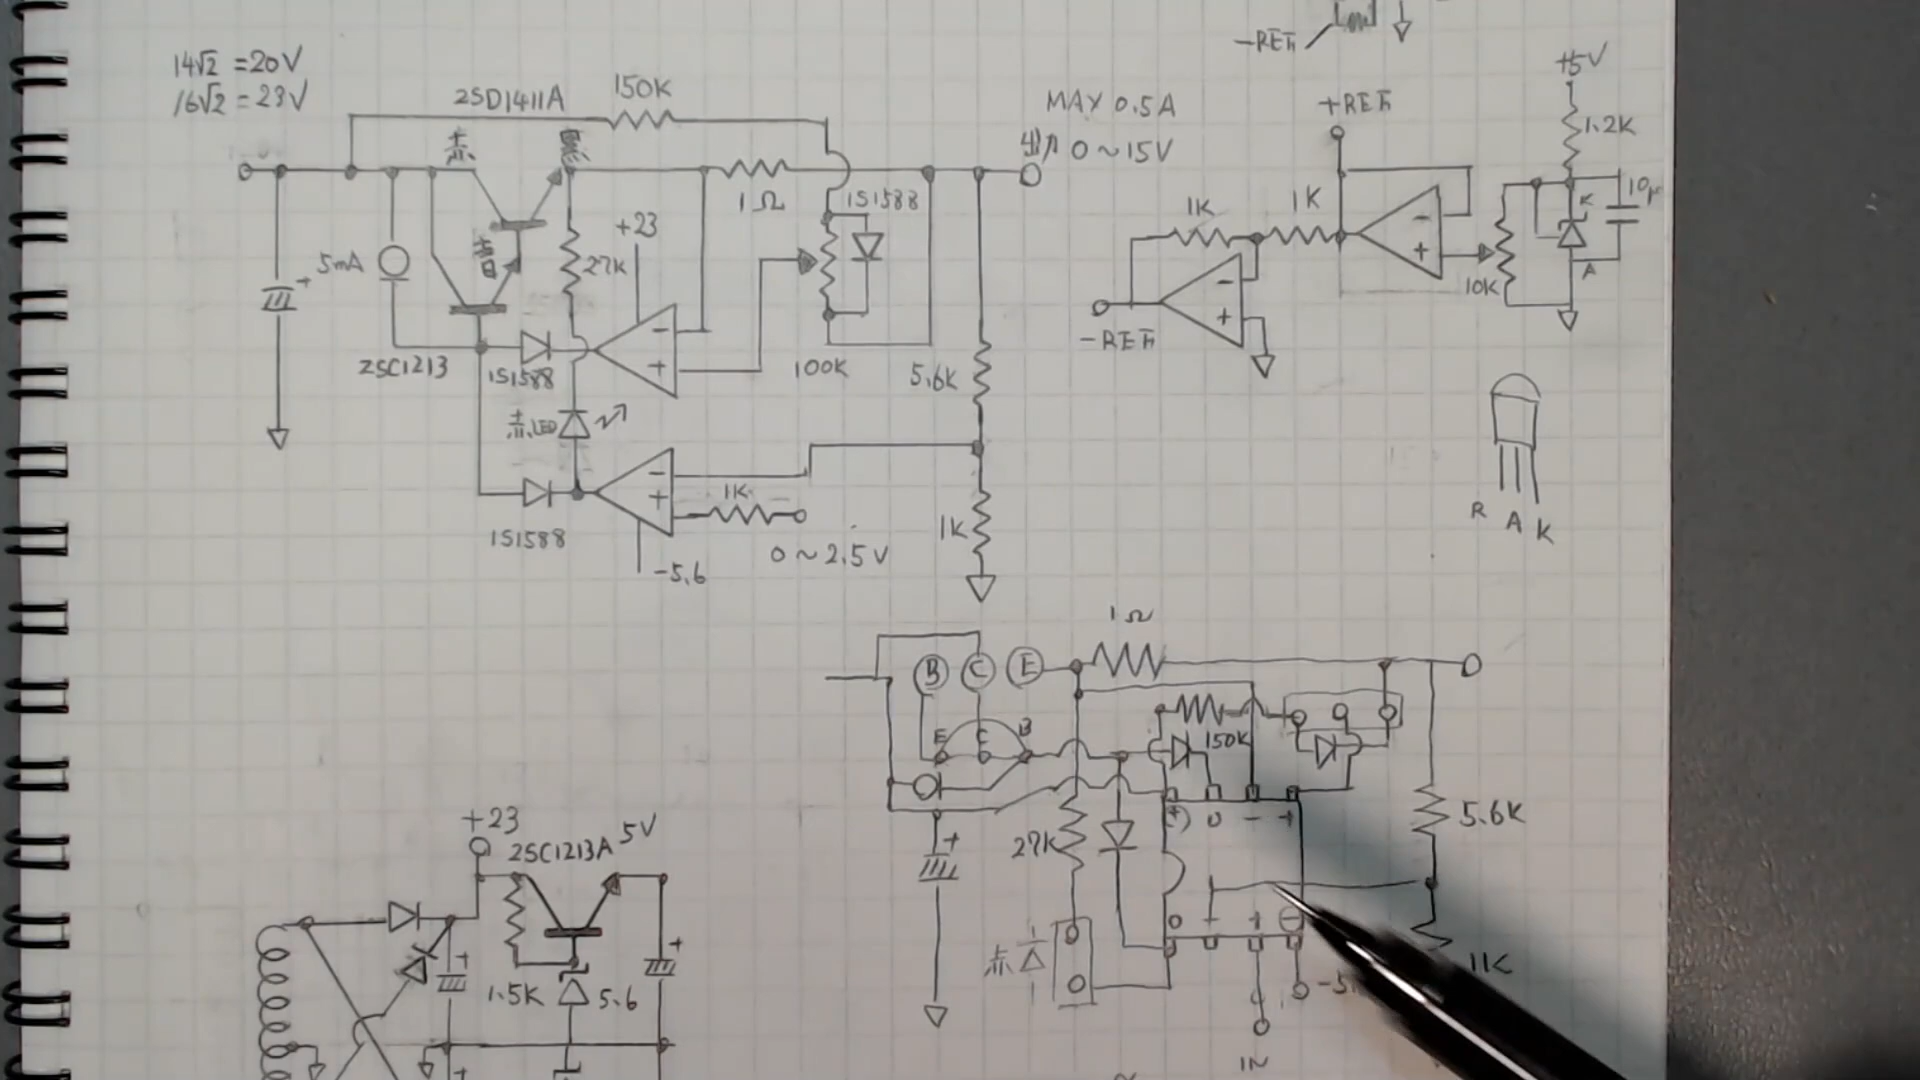 14√2 =20V
16√2 =23V
2SD1411A
150K
赤
黒
青
5mA
+
27K
+23
1Ω
1S1588
MAX 0.5A
出力 0~15V
2SC1213
1S1588
-
+
100K
5.6K
赤LED
1S1588
-
+
1K
0~2.5V
-5.6
1K
-REF
+REF
+5V
1.2K
1K
1K
-
+
10K
K
A
10μ
-
+
-REF
R A K
1Ω
B C E
E C B
150K
(+) 0 - +
27K
+
5.6K
0 - + ⊖
赤
1K
IN
+23
2SC1213A
5V
+
1.5K
5.6
+
+